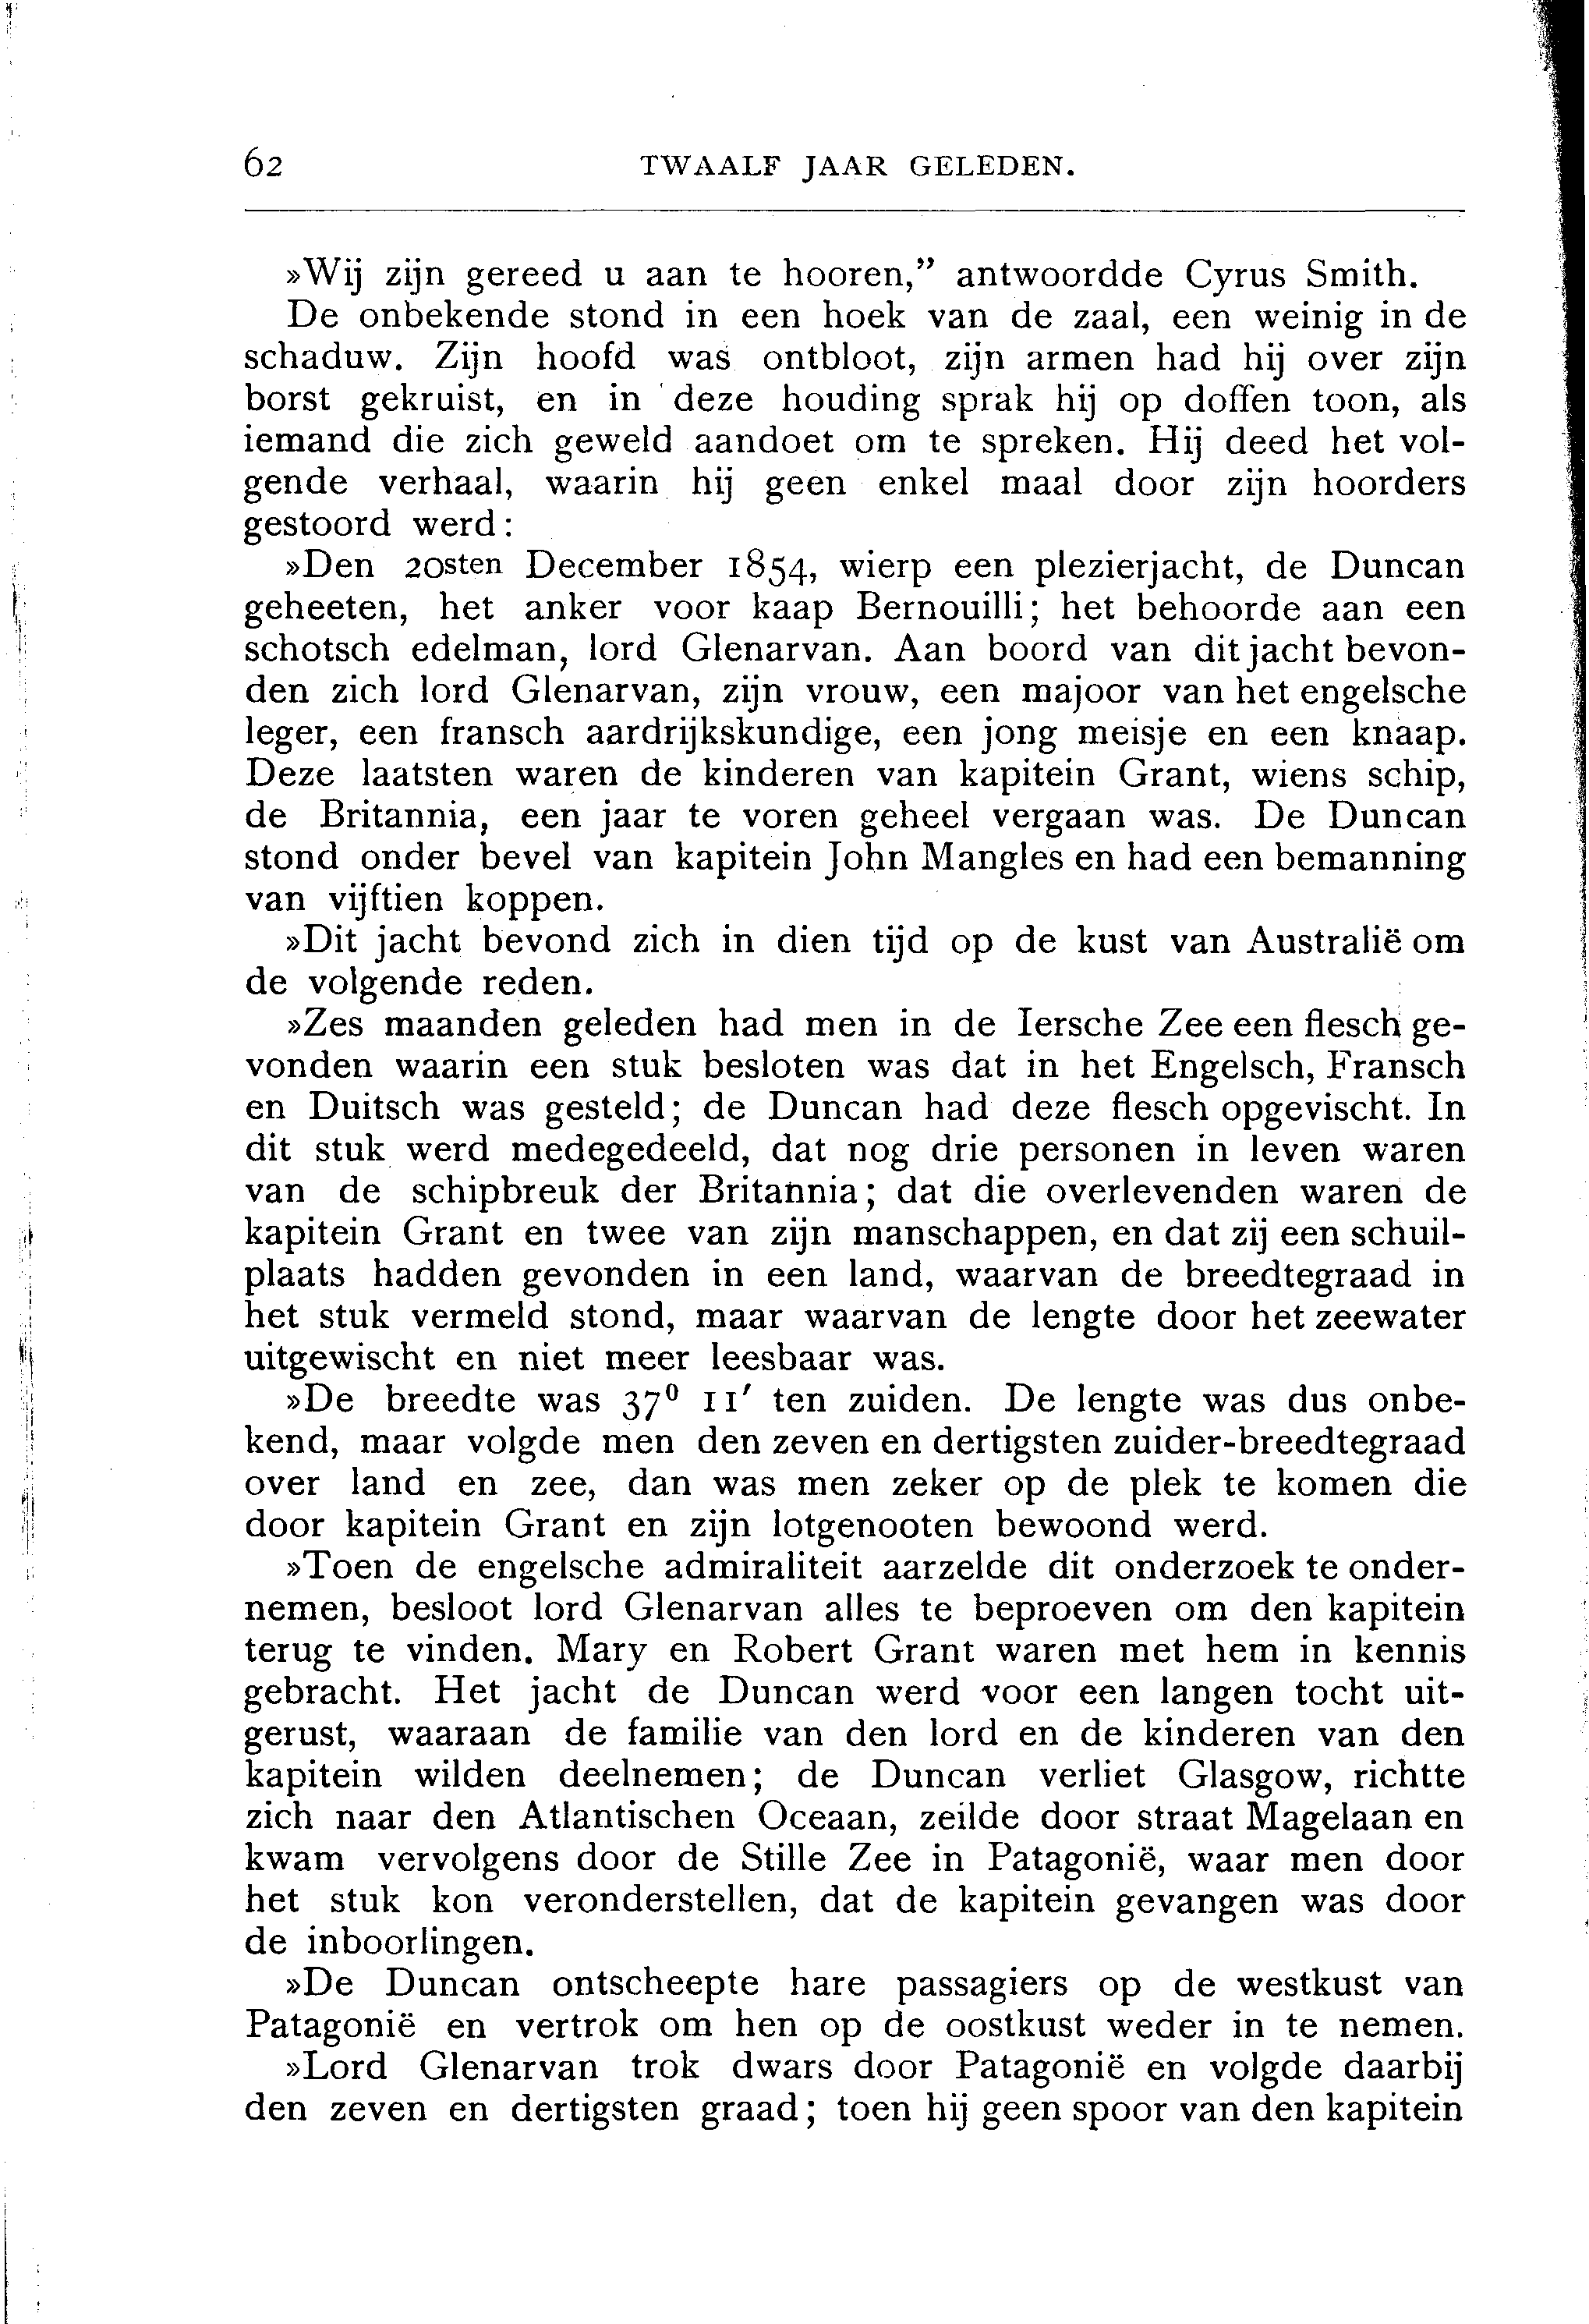 62 TWAALF JAAR GELEDEN.
»Wij zijn gereed u aan te hooren,” antwoordde Cyrus Smith.
De onbekende stond in een hoek van de zaal, een weinig in de
schaduw. Zijn hoofd was ontbloot, zijn armen had hij over zijn
borst gekruist, en in deze houding sprak hij op doffen toon, als
iemand die zich geweld aandoet om te spreken. Hij deed het vol-
gende verhaal, waarin hij geen enkel maal door zijn hoorders
gestoord werd:
»Den 20sten December 1854, wierp een plezierjacht, de Duncan
geheeten, het anker voor kaap Bernouilli; het behoorde aan een
schotsch edelman, lord Glenarvan. Aan boord van dit jacht bevon-
den zich lord Glenarvan, zijn vrouw, een majoor van het engelsche
leger, een fransch aardrijkskundige, een jong meisje en een knaap.
Deze laatsten waren de kinderen van kapitein Grant, wiens schip,
de Britannia, een jaar te voren geheel vergaan was. De Duncan
stond onder bevel van kapitein John Mangles en had een bemanning
van vijftien koppen.
»Dit jacht bevond zich in dien tijd op de kust van Australië om
de volgende reden.
»Zes maanden geleden had men in de Iersche Zee een flesch ge-
vonden waarin een stuk besloten was dat in het Engelsch, Fransch
en Duitsch was gesteld; de Duncan had deze flesch opgevischt. In
dit stuk werd medegedeeld, dat nog drie personen in leven waren
van de schipbreuk der Britannia; dat die overlevenden waren de
kapitein Grant en twee van zijn manschappen, en dat zij een schuil-
plaats hadden gevonden in een land, waarvan de breedtegraad in
het stuk vermeld stond, maar waarvan de lengte door het zeewater
uitgewischt en niet meer leesbaar was.
»De breedte was 37⁰ 11′ ten zuiden. De lengte was dus onbe-
kend, maar volgde men den zeven en dertigsten zuider-breedtegraad
over land en zee, dan was men zeker op de plek te komen die
door kapitein Grant en zijn lotgenooten bewoond werd.
»Toen de engelsche admiraliteit aarzelde dit onderzoek te onder-
nemen, besloot lord Glenarvan alles te beproeven om den kapitein
terug te vinden. Mary en Robert Grant waren met hem in kennis
gebracht. Het jacht de Duncan werd voor een langen tocht uit-
gerust, waaraan de familie van den lord en de kinderen van den
kapitein wilden deelnemen; de Duncan verliet Glasgow, richtte
zich naar den Atlantischen Oceaan, zeilde door straat Magelaan en
kwam vervolgens door de Stille Zee in Patagonië, waar men door
het stuk kon veronderstellen, dat de kapitein gevangen was door
de inboorlingen.
»De Duncan ontscheepte hare passagiers op de westkust van
Patagonië en vertrok om hen op de oostkust weder in te nemen.
»Lord Glenarvan trok dwars door Patagonië en volgde daarbij
den zeven en dertigsten graad; toen hij geen spoor van den kapitein